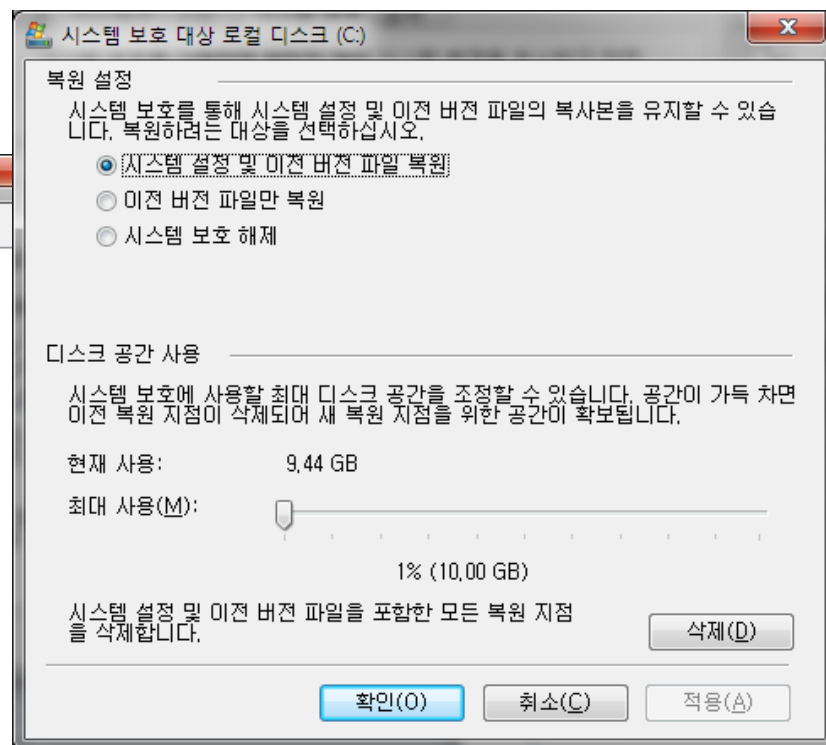 시스템 보호 대상 로컬 디스크 (C:)
복원 설정
시스템 보호를 통해 시스템 설정 및 이전 버전 파일의 복사본을 유지할 수 있습
니다. 복원하려는 대상을 선택하십시오.
시스템 설정 및 이전 버전 파일 복원
이전 버전 파일만 복원
시스템 보호 해제
디스크 공간 사용
시스템 보호에 사용할 최대 디스크 공간을 조정할 수 있습니다. 공간이 가득 차면
이전 복원 지점이 삭제되어 새 복원 지점을 위한 공간이 확보됩니다.
현재 사용: 9.44 GB
최대 사용(M):
1% (10.00 GB)
시스템 설정 및 이전 버전 파일을 포함한 모든 복원 지점
을 삭제합니다.
삭제(D)
확인(O) 취소(C) 적용(A)